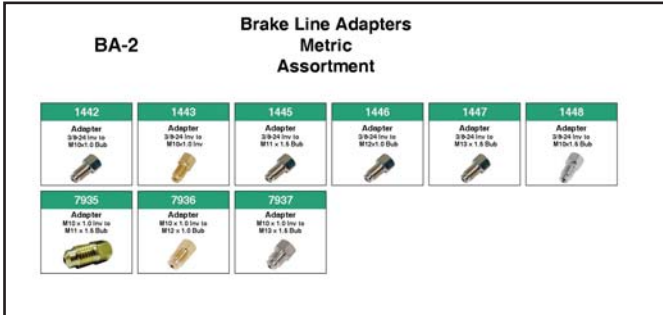 BA-2
Brake Line Adapters
Metric
Assortment
1442
Adapter
3/8-24 Inv to
M10x1.0 Bub
1443
Adapter
3/8-24 Inv to
M10x1.0 Inv
1445
Adapter
3/8-24 Inv to
M11 x 1.5 Bub
1446
Adapter
3/8-24 Inv to
M12x1.0 Bub
1447
Adapter
3/8-24 Inv to
M13 x 1.5 Bub
1448
Adapter
3/8-24 Inv to
M10x1.5 Bub
7935
Adapter
M10 x 1.0 Inv to
M11 x 1.5 Bub
7936
Adapter
M10 x 1.0 Inv to
M12 x 1.0 Bub
7937
Adapter
M10 x 1.0 Inv to
M13 x 1.5 Bub